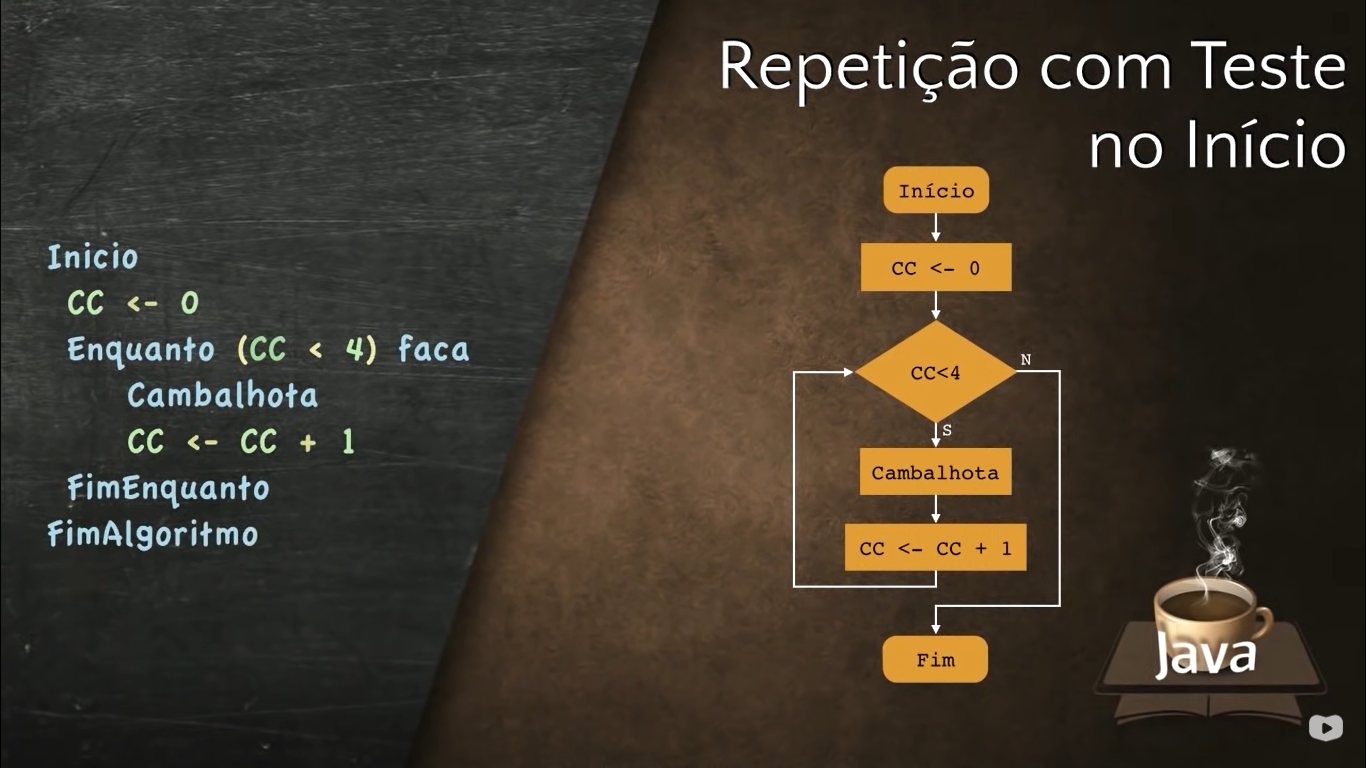 Repetição com Teste
no Início
Inicio
CC <- 0
Enquanto (CC < 4) faca
Cambalhota
CC <- CC + 1
FimEnquanto
FimAlgoritmo
Início
CC <- 0
CC<4
N
S
Cambalhota
CC <- CC + 1
Fim
Java